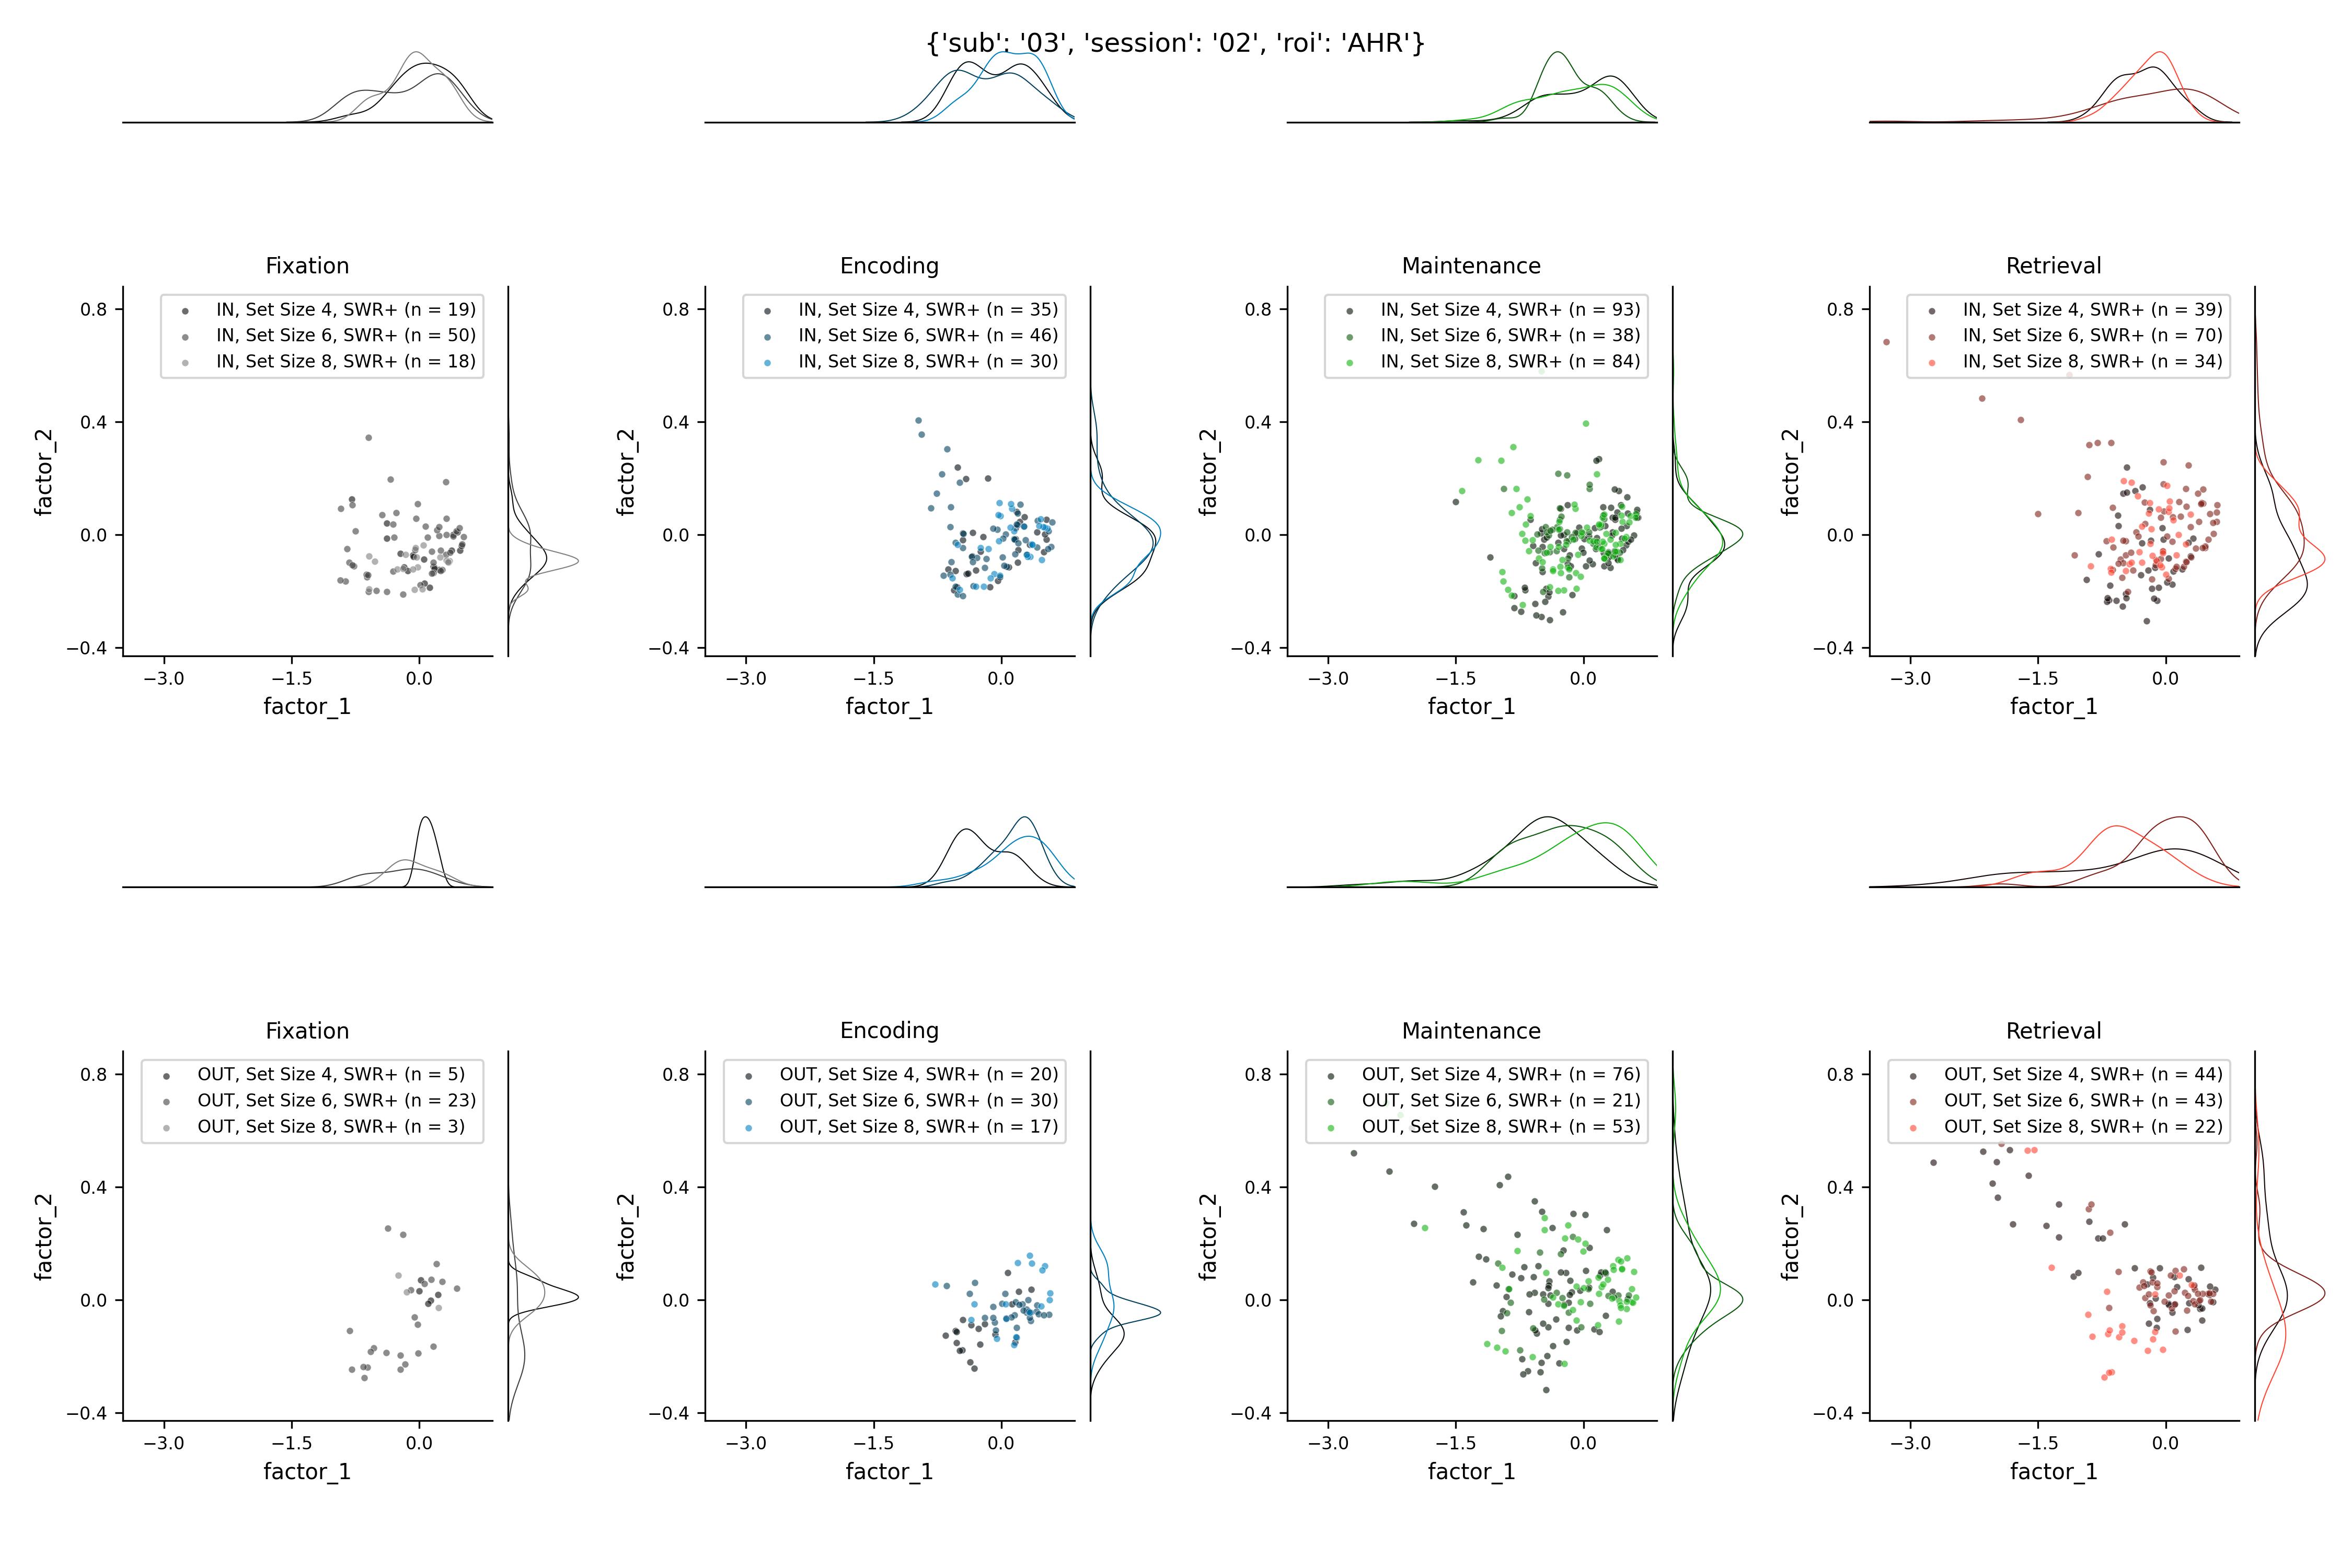 {'sub': '03', 'session': '02', 'roi': 'AHR'}
Fixation
IN, Set Size 4, SWR+ (n = 19)
IN, Set Size 6, SWR+ (n = 50)
IN, Set Size 8, SWR+ (n = 18)
0.8
0.4
0.0
−0.4
factor_2
−3.0 −1.5 0.0
factor_1
Encoding
IN, Set Size 4, SWR+ (n = 35)
IN, Set Size 6, SWR+ (n = 46)
IN, Set Size 8, SWR+ (n = 30)
0.8
0.4
0.0
−0.4
factor_2
−3.0 −1.5 0.0
factor_1
Maintenance
IN, Set Size 4, SWR+ (n = 93)
IN, Set Size 6, SWR+ (n = 38)
IN, Set Size 8, SWR+ (n = 84)
0.8
0.4
0.0
−0.4
factor_2
−3.0 −1.5 0.0
factor_1
Retrieval
IN, Set Size 4, SWR+ (n = 39)
IN, Set Size 6, SWR+ (n = 70)
IN, Set Size 8, SWR+ (n = 34)
0.8
0.4
0.0
−0.4
factor_2
−3.0 −1.5 0.0
factor_1
Fixation
OUT, Set Size 4, SWR+ (n = 5)
OUT, Set Size 6, SWR+ (n = 23)
OUT, Set Size 8, SWR+ (n = 3)
0.8
0.4
0.0
−0.4
factor_2
−3.0 −1.5 0.0
factor_1
Encoding
OUT, Set Size 4, SWR+ (n = 20)
OUT, Set Size 6, SWR+ (n = 30)
OUT, Set Size 8, SWR+ (n = 17)
0.8
0.4
0.0
−0.4
factor_2
−3.0 −1.5 0.0
factor_1
Maintenance
OUT, Set Size 4, SWR+ (n = 76)
OUT, Set Size 6, SWR+ (n = 21)
OUT, Set Size 8, SWR+ (n = 53)
0.8
0.4
0.0
−0.4
factor_2
−3.0 −1.5 0.0
factor_1
Retrieval
OUT, Set Size 4, SWR+ (n = 44)
OUT, Set Size 6, SWR+ (n = 43)
OUT, Set Size 8, SWR+ (n = 22)
0.8
0.4
0.0
−0.4
factor_2
−3.0 −1.5 0.0
factor_1